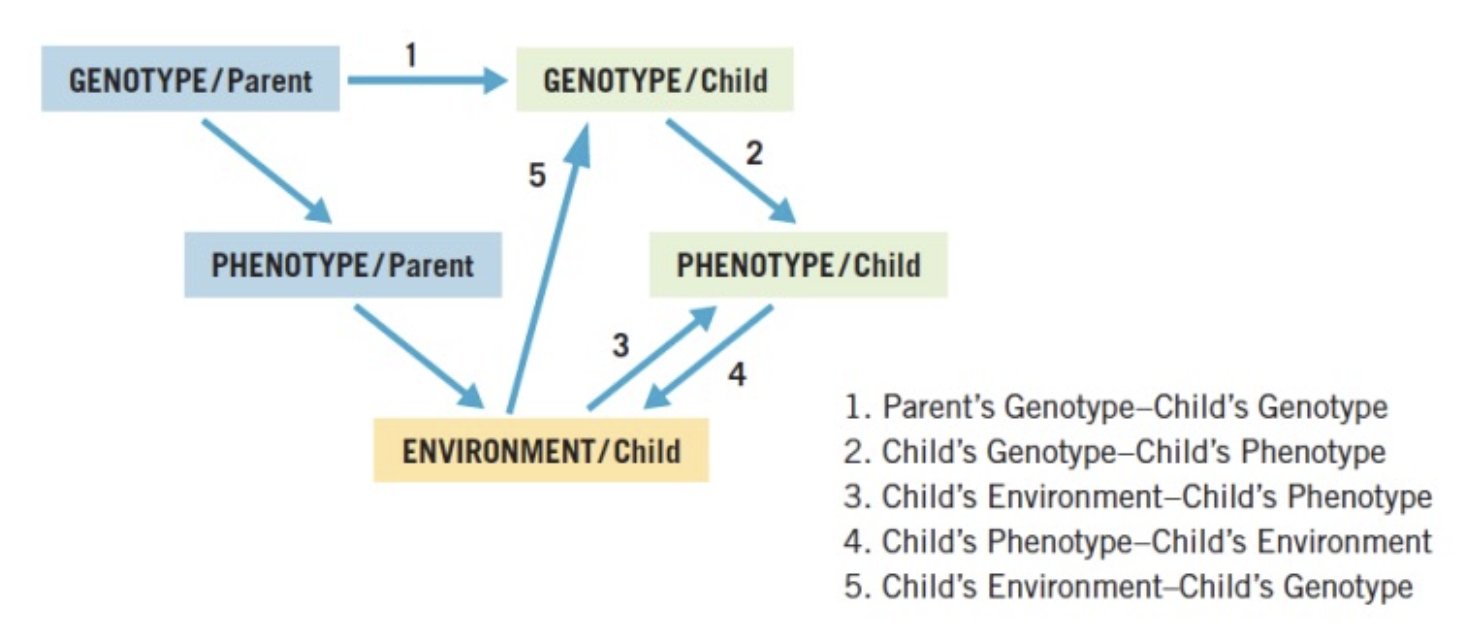 1
GENOTYPE/Parent
GENOTYPE/Child
5
2
PHENOTYPE/Parent
PHENOTYPE/Child
3
4
ENVIRONMENT/Child
1. Parent's Genotype–Child's Genotype
2. Child's Genotype–Child's Phenotype
3. Child's Environment–Child's Phenotype
4. Child's Phenotype–Child's Environment
5. Child's Environment–Child's Genotype